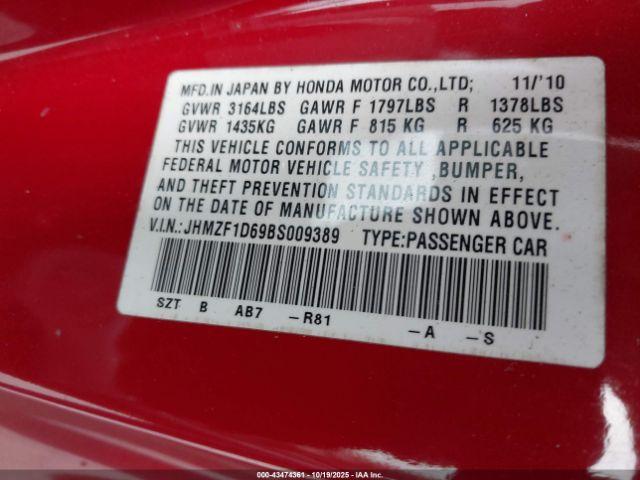 MFD.IN JAPAN BY HONDA MOTOR CO.,LTD; 11/'10
GVWR 3164LBS GAWR F 1797LBS R 1378LBS
GVWR 1435KG GAWR F 815 KG R 625 KG
THIS VEHICLE CONFORMS TO ALL APPLICABLE
FEDERAL MOTOR VEHICLE SAFETY ,BUMPER,
AND THEFT PREVENTION STANDARDS IN EFFECT
ON THE DATE OF MANUFACTURE SHOWN ABOVE.
V.I.N.:JHMZF1D69BS009389 TYPE:PASSENGER CAR
SZT B AB7 -R81 -A -S
000-43474361 - 10/19/2025 - IAAI.COM